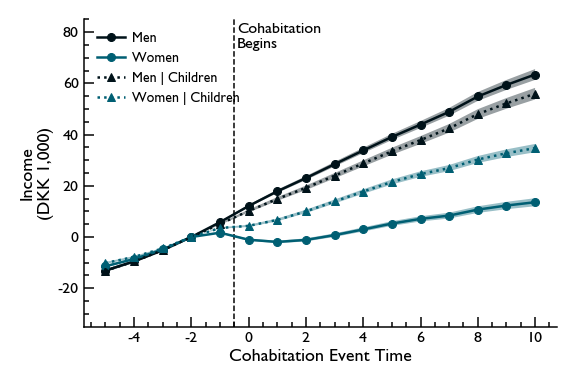 80
60
40
20
0
-20
Income
(DKK 1,000)
Men
Women
Men | Children
Women | Children
Cohabitation
Begins
-4
-2
0
2
4
6
8
10
Cohabitation Event Time